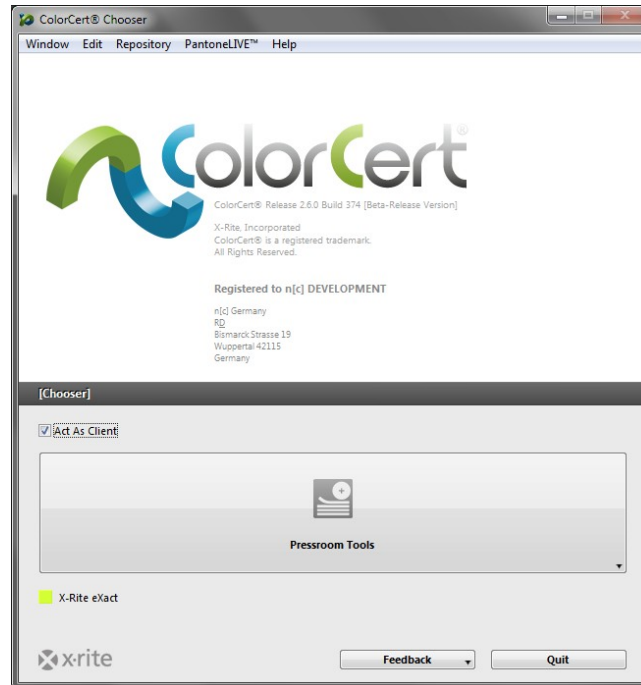 ColorCert® Chooser
Window Edit Repository PantoneLIVE™ Help
ColorCert®
ColorCert® Release 2.6.0 Build 374 [Beta-Release Version]
X-Rite, Incorporated
ColorCert® is a registered trademark.
All Rights Reserved.
Registered to n[c] DEVELOPMENT
n[c] Germany
RD
Bismarck Strasse 19
Wuppertal 42115
Germany
[Chooser]
Act As Client
Pressroom Tools
X-Rite eXact
x·rite
Feedback
Quit